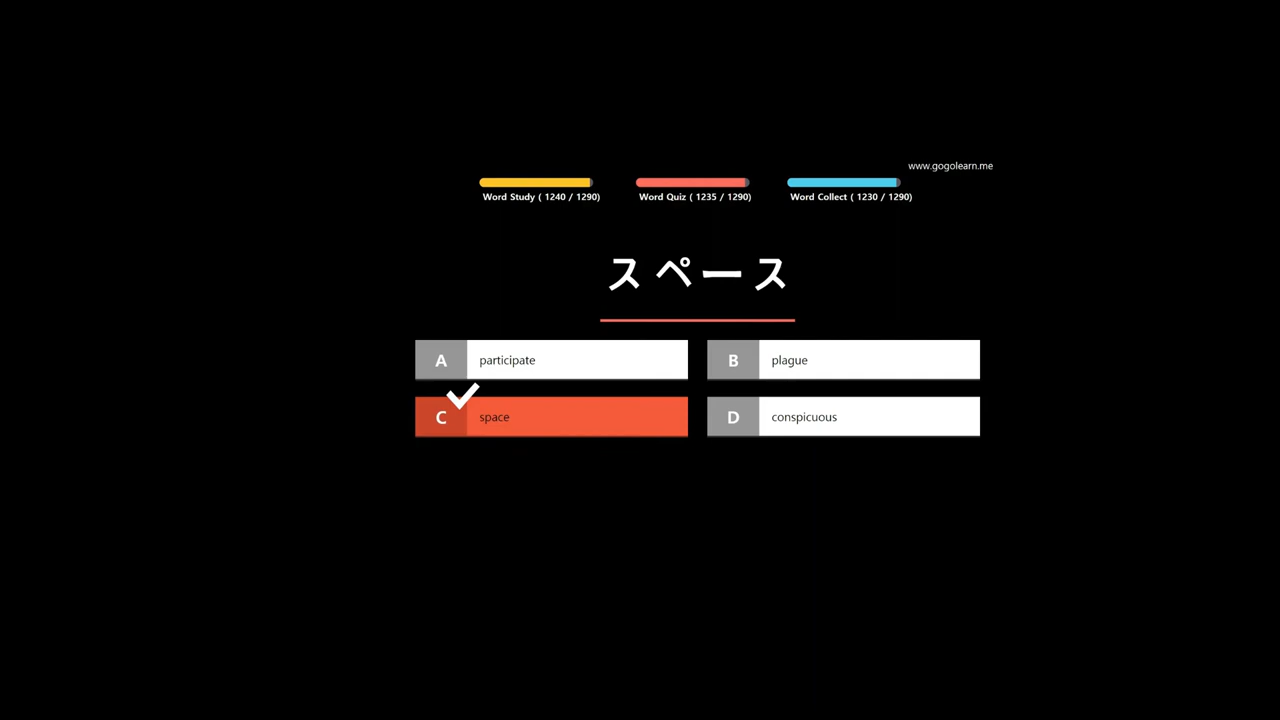 www.gogolearn.me
Word Study ( 1240 / 1290) Word Quiz ( 1235 / 1290) Word Collect ( 1230 / 1290)
スペース
A participate B plague
C space D conspicuous